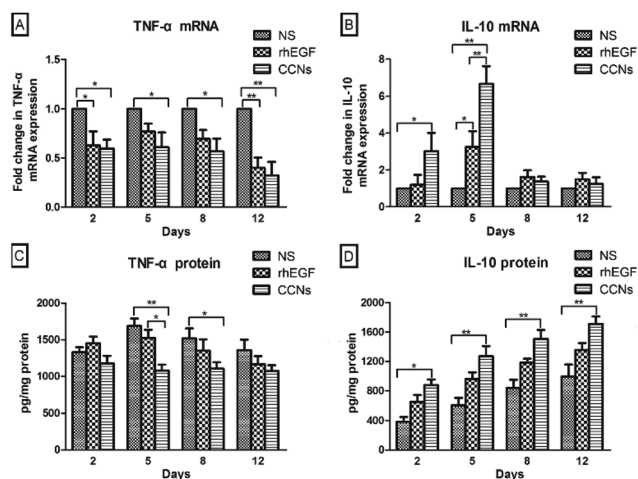 A
TNF-α mRNA
NS
rhEGF
CCNs
Fold change in TNF-α
mRNA expression
1.5
1.0
0.5
0.0
*
*
*
*
**
**
2 5 8 12
Days
B
IL-10 mRNA
NS
rhEGF
CCNs
Fold change in IL-10
mRNA expression
8
6
4
2
0
*
**
**
*
2 5 8 12
Days
C
TNF-α protein
NS
rhEGF
CCNs
pg/mg protein
2000
1500
1000
500
0
**
*
*
2 5 8 12
Days
D
IL-10 protein
NS
rhEGF
CCNs
pg/mg protein
2000
1600
1200
800
400
0
*
**
**
**
2 5 8 12
Days